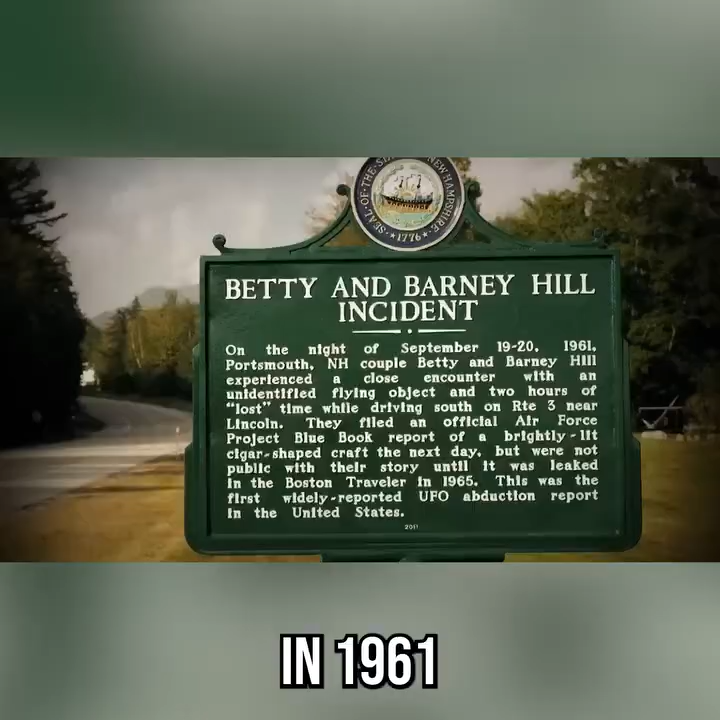 SEAL · OF · THE · S NEW HAMPSHIRE ·
★ 1776 ★
BETTY AND BARNEY HILL
INCIDENT
On the night of September 19-20, 1961,
Portsmouth, NH couple Betty and Barney Hill
experienced a close encounter with an
unidentified flying object and two hours of
"lost" time while driving south on Rte 3 near
Lincoln. They filed an official Air Force
Project Blue Book report of a brightly-lit
cigar-shaped craft the next day, but were not
public with their story until it was leaked
in the Boston Traveler in 1965. This was the
first widely-reported UFO abduction report
in the United States.
2011
IN 1961